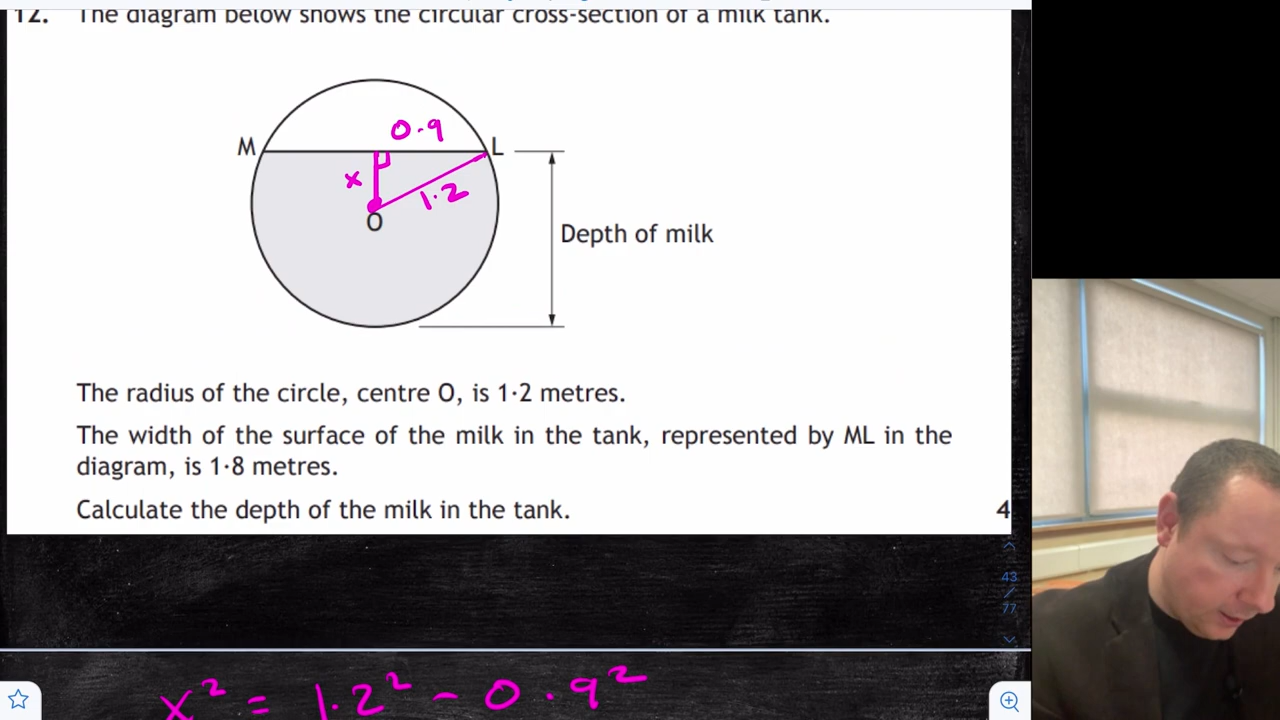 12. The diagram below shows the circular cross-section of a milk tank.
0·9
M
L
x
1·2
O
Depth of milk
The radius of the circle, centre O, is 1·2 metres.
The width of the surface of the milk in the tank, represented by ML in the
diagram, is 1·8 metres.
Calculate the depth of the milk in the tank.
4
43
/
77
x² = 1·2² - 0·9²